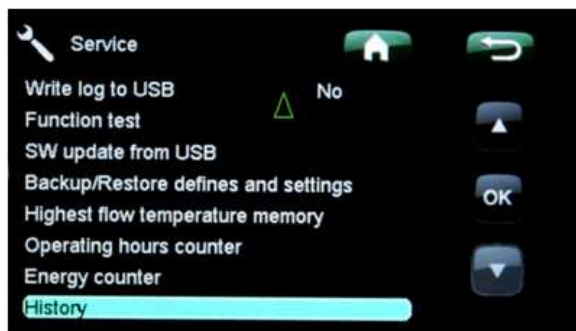 Service
Write log to USB No
Function test
SW update from USB
Backup/Restore defines and settings
Highest flow temperature memory
OK
Operating hours counter
Energy counter
History